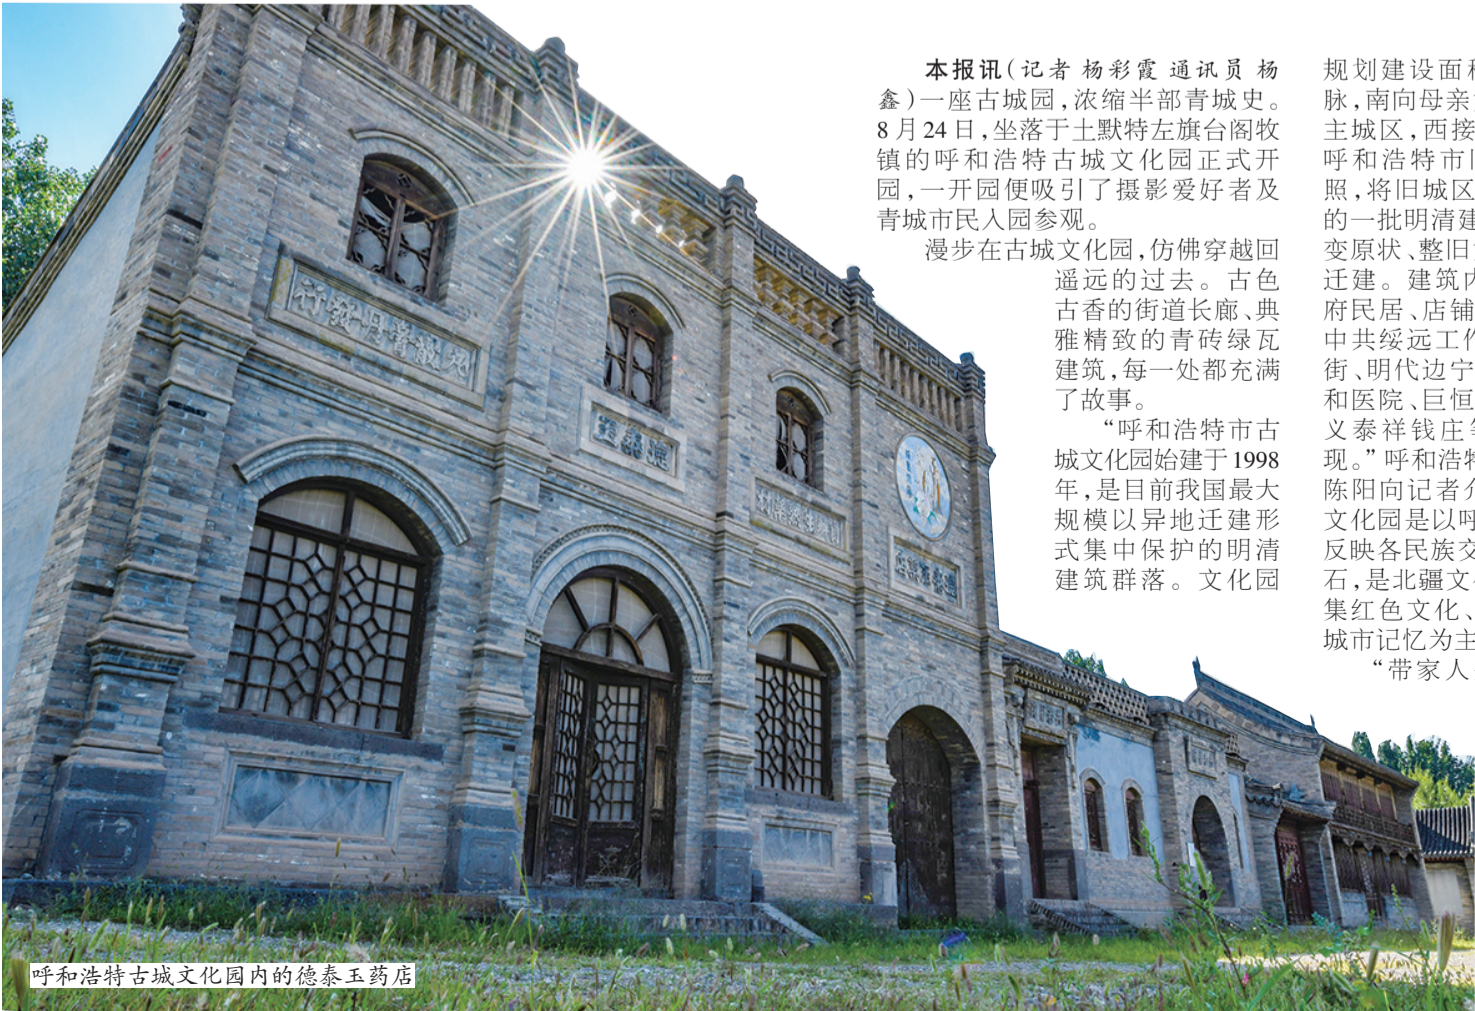 本报讯(记者 杨彩霞 通讯员 杨
鑫)一座古城园,浓缩半部青城史。
8月24日,坐落于土默特左旗台阁牧
镇的呼和浩特古城文化园正式开
园,一开园便吸引了摄影爱好者及
青城市民入园参观。
漫步在古城文化园,仿佛穿越回
遥远的过去。古色
古香的街道长廊、典
雅精致的青砖绿瓦
建筑,每一处都充满
了故事。
“呼和浩特市古
城文化园始建于1998
年,是目前我国最大
规模以异地迁建形
式集中保护的明清
建筑群落。文化园
规划建设面
脉,南向母亲
主城区,西接
呼和浩特市
照,将旧城区
的一批明清建
变原状、整旧
迁建。建筑内
府民居、店铺
中共绥远工作
街、明代边宁
和医院、巨恒
义泰祥钱庄
现。”呼和浩特
陈阳向记者介
文化园是以呼
反映各民族交
石,是北疆文化
集红色文化、
城市记忆为主
“带家人
丸散膏丹發行
德泰玉
呼和浩特古城文化园内的德泰玉药店